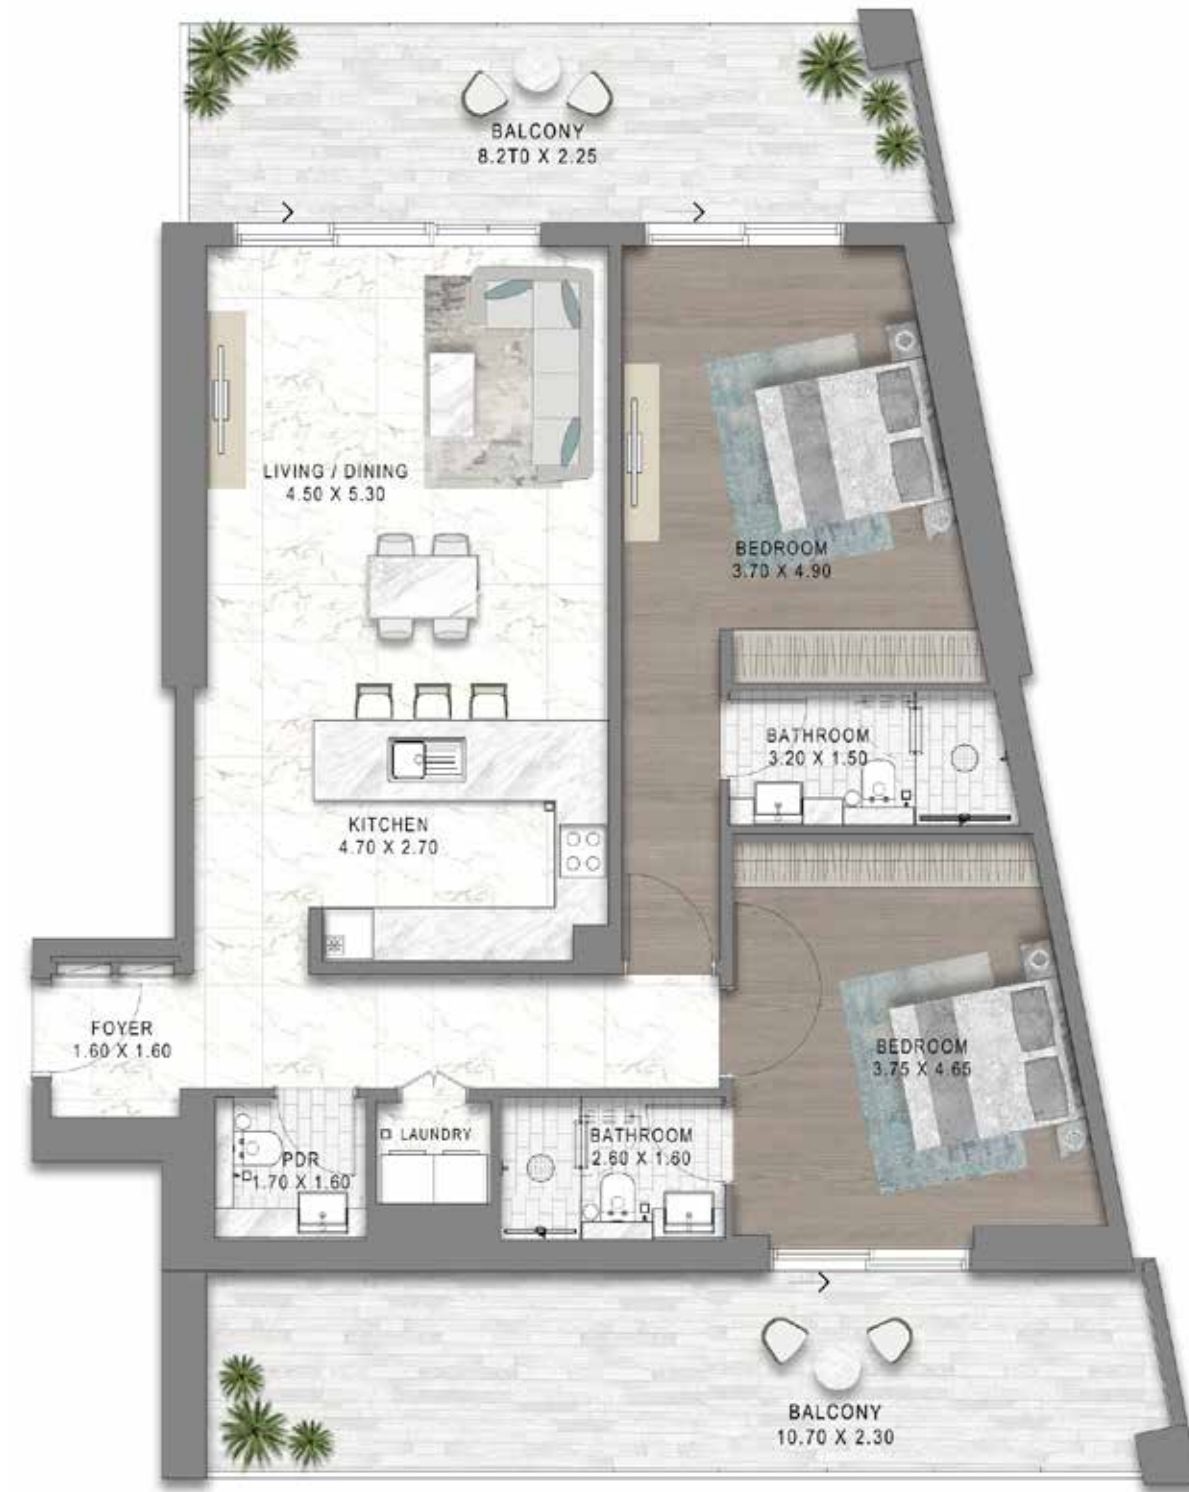 BALCONY
8.2T0 X 2.25
LIVING / DINING
4.50 X 5.30
BEDROOM
3.70 X 4.90
BATHROOM
3.20 X 1.50
KITCHEN
4.70 X 2.70
FOYER
1.60 X 1.60
BEDROOM
3.75 X 4.65
LAUNDRY
BATHROOM
2.60 X 1.60
PDR
1.70 X 1.60
BALCONY
10.70 X 2.30